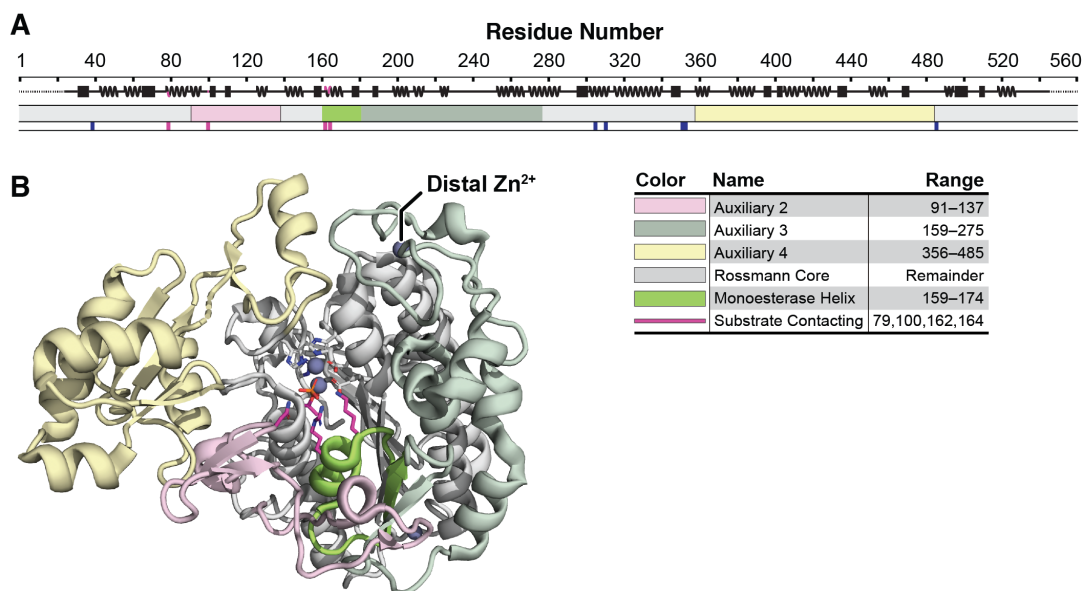 A
Residue Number
1 40 80 120 160 200 240 280 320 360 400 440 480 520 560
B
Distal Zn²⁺
Color Name Range
Auxiliary 2 91–137
Auxiliary 3 159–275
Auxiliary 4 356–485
Rossmann Core Remainder
Monoesterase Helix 159–174
Substrate Contacting 79,100,162,164